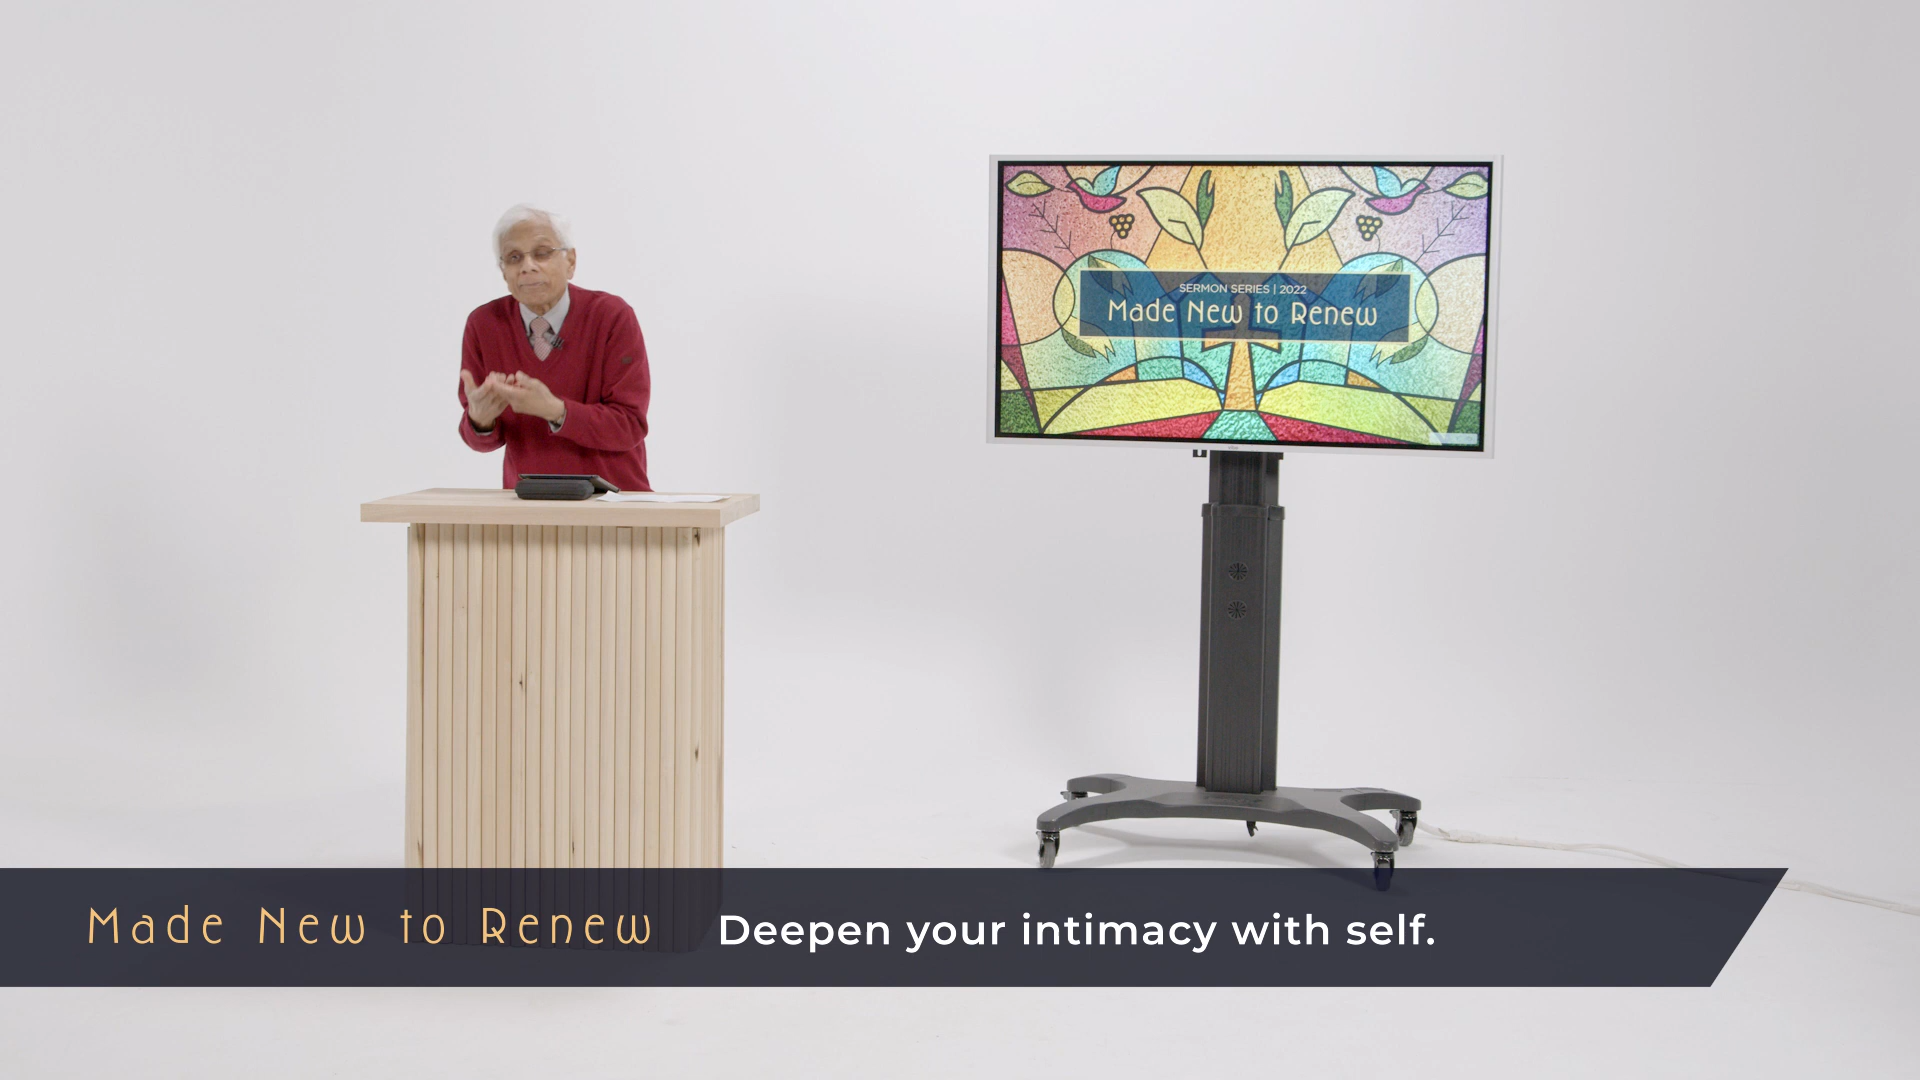 SERMON SERIES | 2022
Made New to Renew
Made New to Renew
Deepen your intimacy with self.